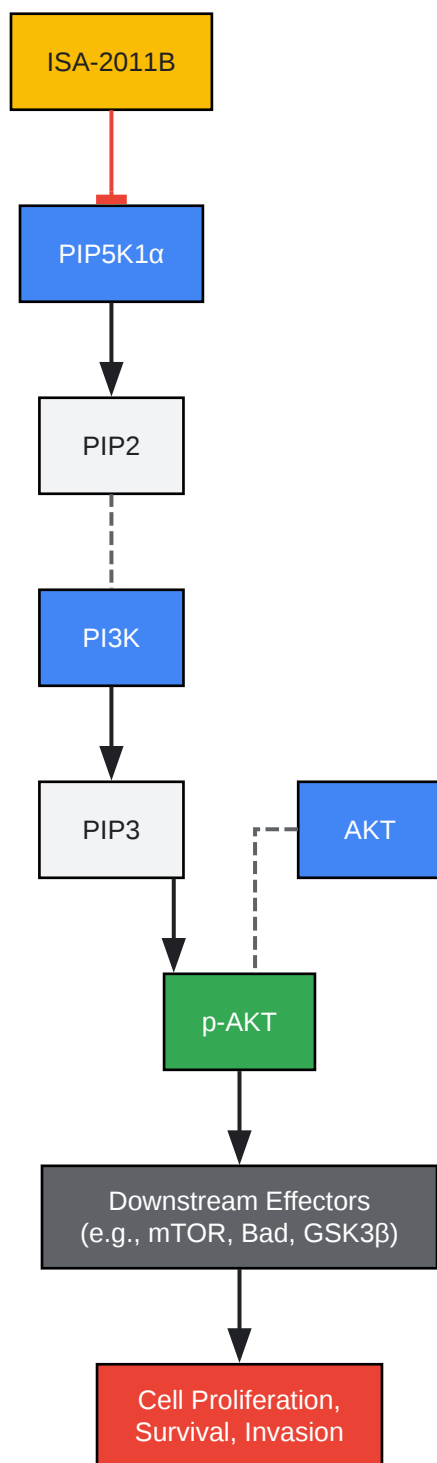 ISA-2011B
PIP5K1α
PIP2
PI3K
PIP3
AKT
p-AKT
Downstream Effectors
(e.g., mTOR, Bad, GSK3β)
Cell Proliferation,
Survival, Invasion